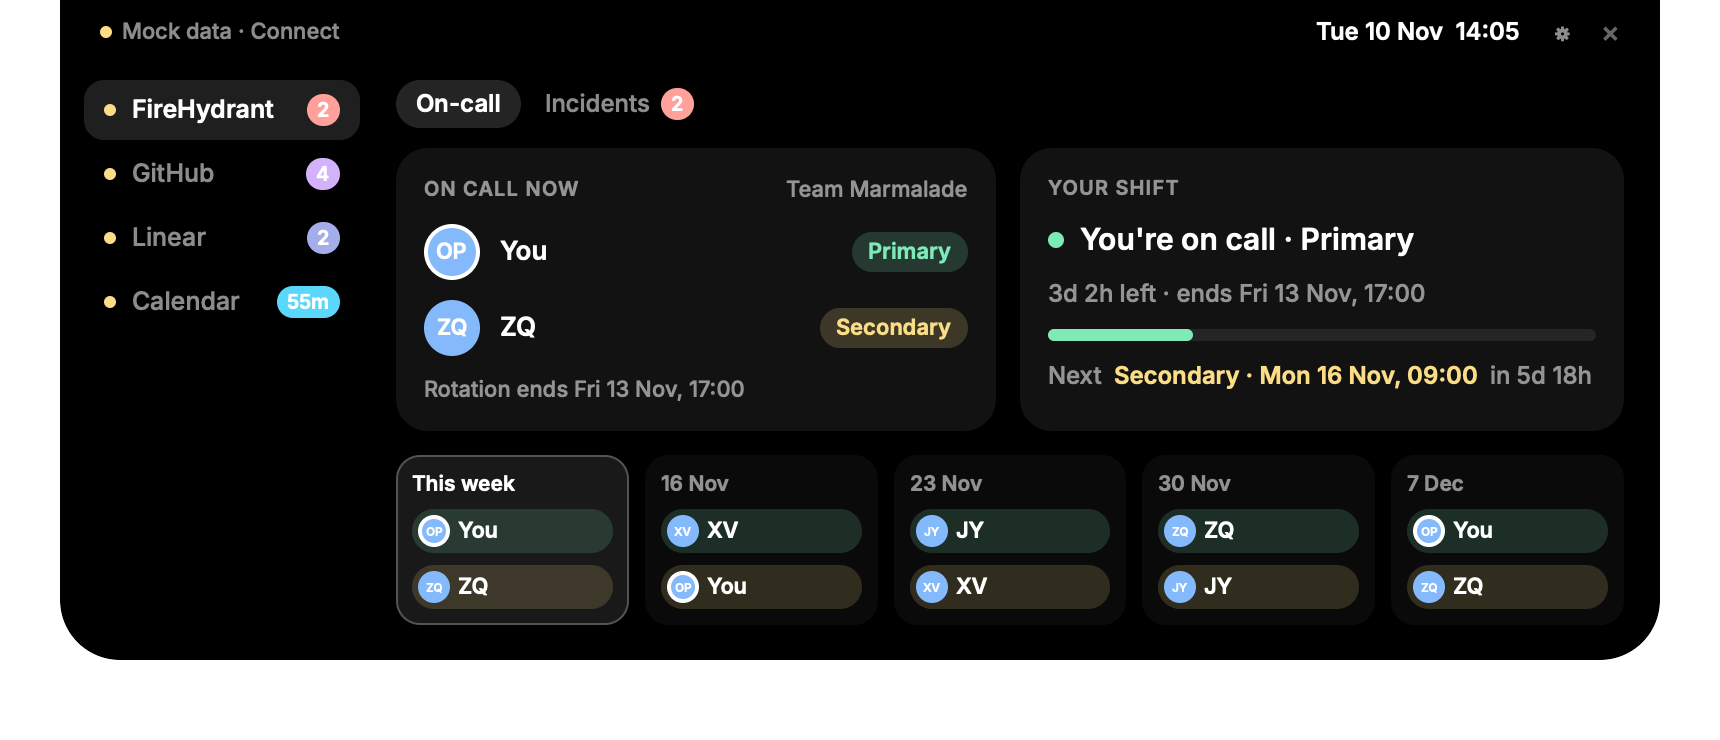 Mock data · Connect
Tue 10 Nov 14:05
FireHydrant 2
GitHub 4
Linear 2
Calendar 55m
On-call
Incidents 2
ON CALL NOW
Team Marmalade
OP You Primary
ZQ ZQ Secondary
Rotation ends Fri 13 Nov, 17:00
YOUR SHIFT
You're on call · Primary
3d 2h left · ends Fri 13 Nov, 17:00
Next Secondary · Mon 16 Nov, 09:00 in 5d 18h
This week
OP You
ZQ ZQ
16 Nov
XV XV
OP You
23 Nov
JY JY
XV XV
30 Nov
ZQ ZQ
JY JY
7 Dec
OP You
ZQ ZQ